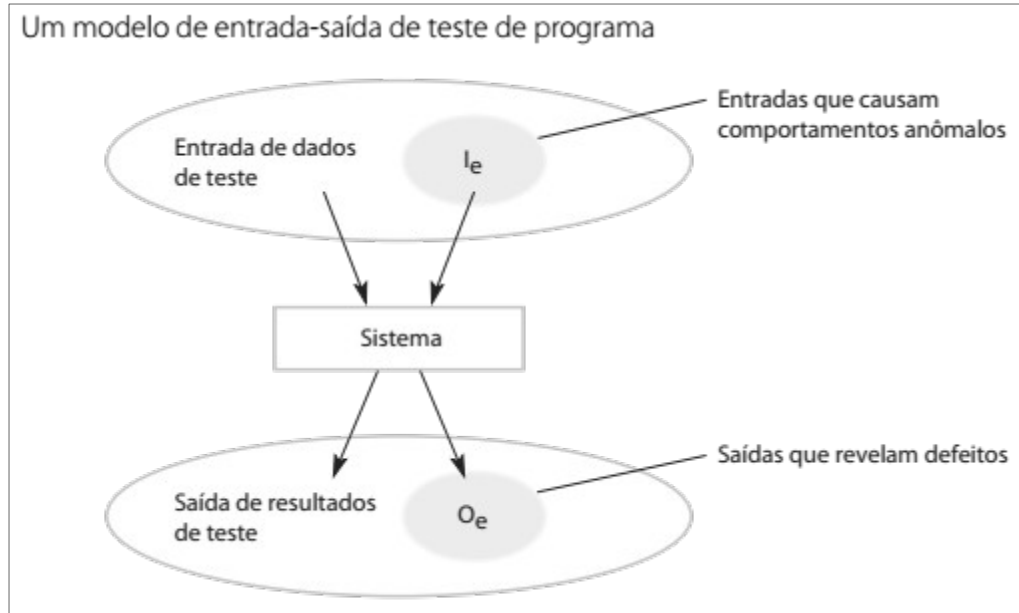 Um modelo de entrada-saída de teste de programa
Entradas que causam
comportamentos anômalos
Entrada de dados
de teste
Ie
Sistema
Saídas que revelam defeitos
Saída de resultados
de teste
Oe